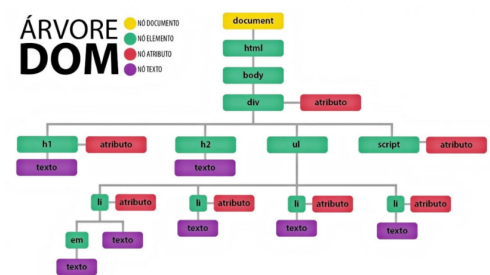 ÁRVORE
DOM
NÓ DOCUMENTO
NÓ ELEMENTO
NÓ ATRIBUTO
NÓ TEXTO
document
html
body
div
atributo
h1
atributo
h2
ul
script
atributo
texto
texto
li
atributo
li
atributo
li
atributo
li
atributo
em
texto
texto
texto
texto
texto